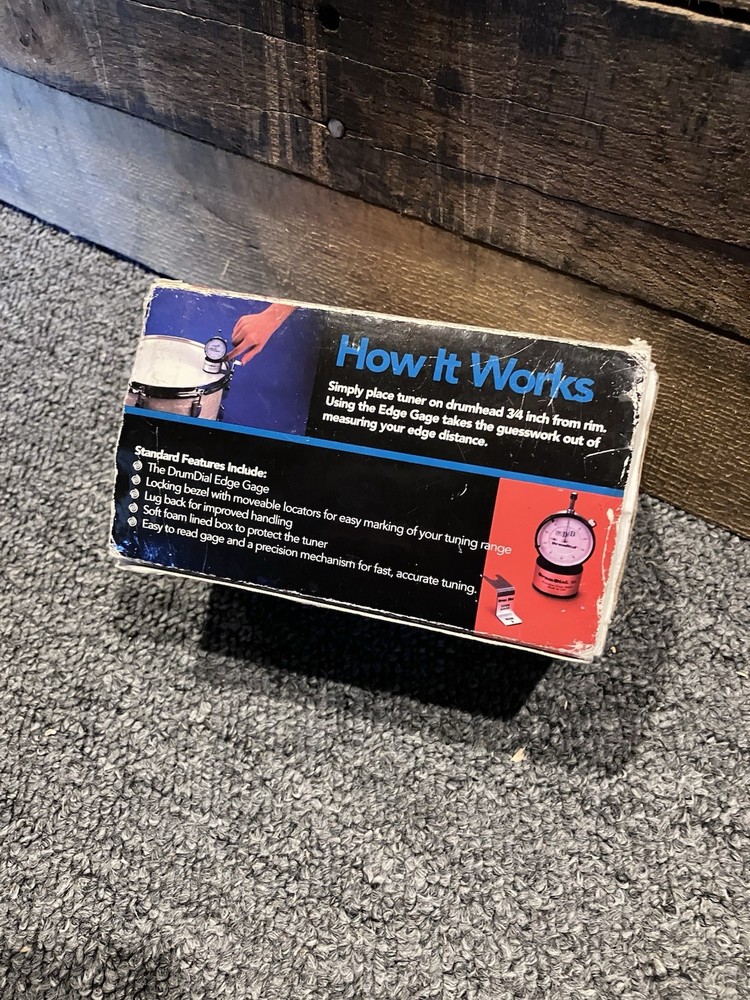 How It Works
Simply place tuner on drumhead 3/4 inch from rim.
Using the Edge Gage takes the guesswork out of
measuring your edge distance.
Standard Features Include:
The DrumDial Edge Gage
Locking bezel with moveable locators for easy marking of your tuning range
Lug back for improved handling
Soft foam lined box to protect the tuner
Easy to read gage and a precision mechanism for fast, accurate tuning.
DrumDial